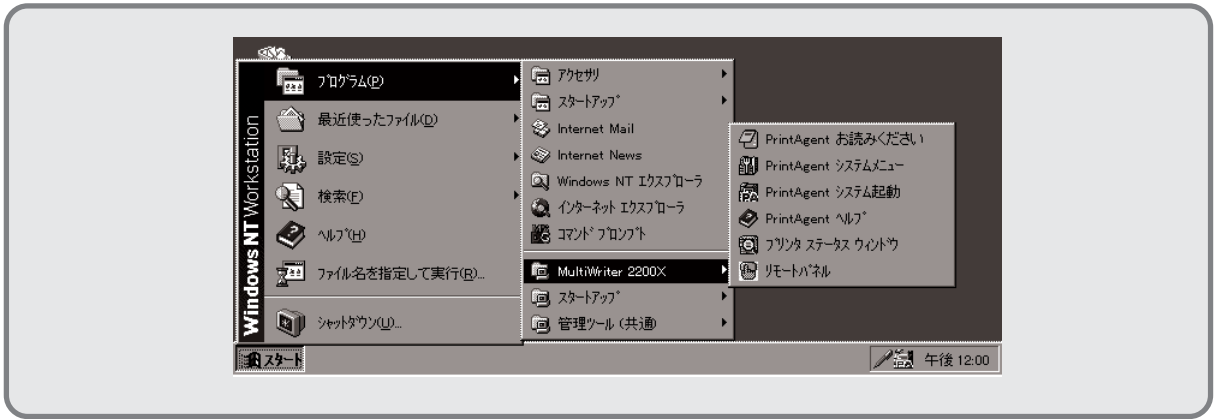 Windows NT Workstation
プログラム(P)
最近使ったファイル(D)
設定(S)
検索(F)
ヘルプ(H)
ファイル名を指定して実行(R)...
シャットダウン(U)...
アクセサリ
スタートアップ
Internet Mail
Internet News
Windows NT エクスプローラ
インターネット エクスプローラ
コマンド プロンプト
MultiWriter 2200X
スタートアップ
管理ツール (共通)
PrintAgent お読みください
PrintAgent システムメニュー
PrintAgent システム起動
PrintAgent ヘルプ
プリンタ ステータス ウィンドウ
リモートパネル
スタート
午後 12:00